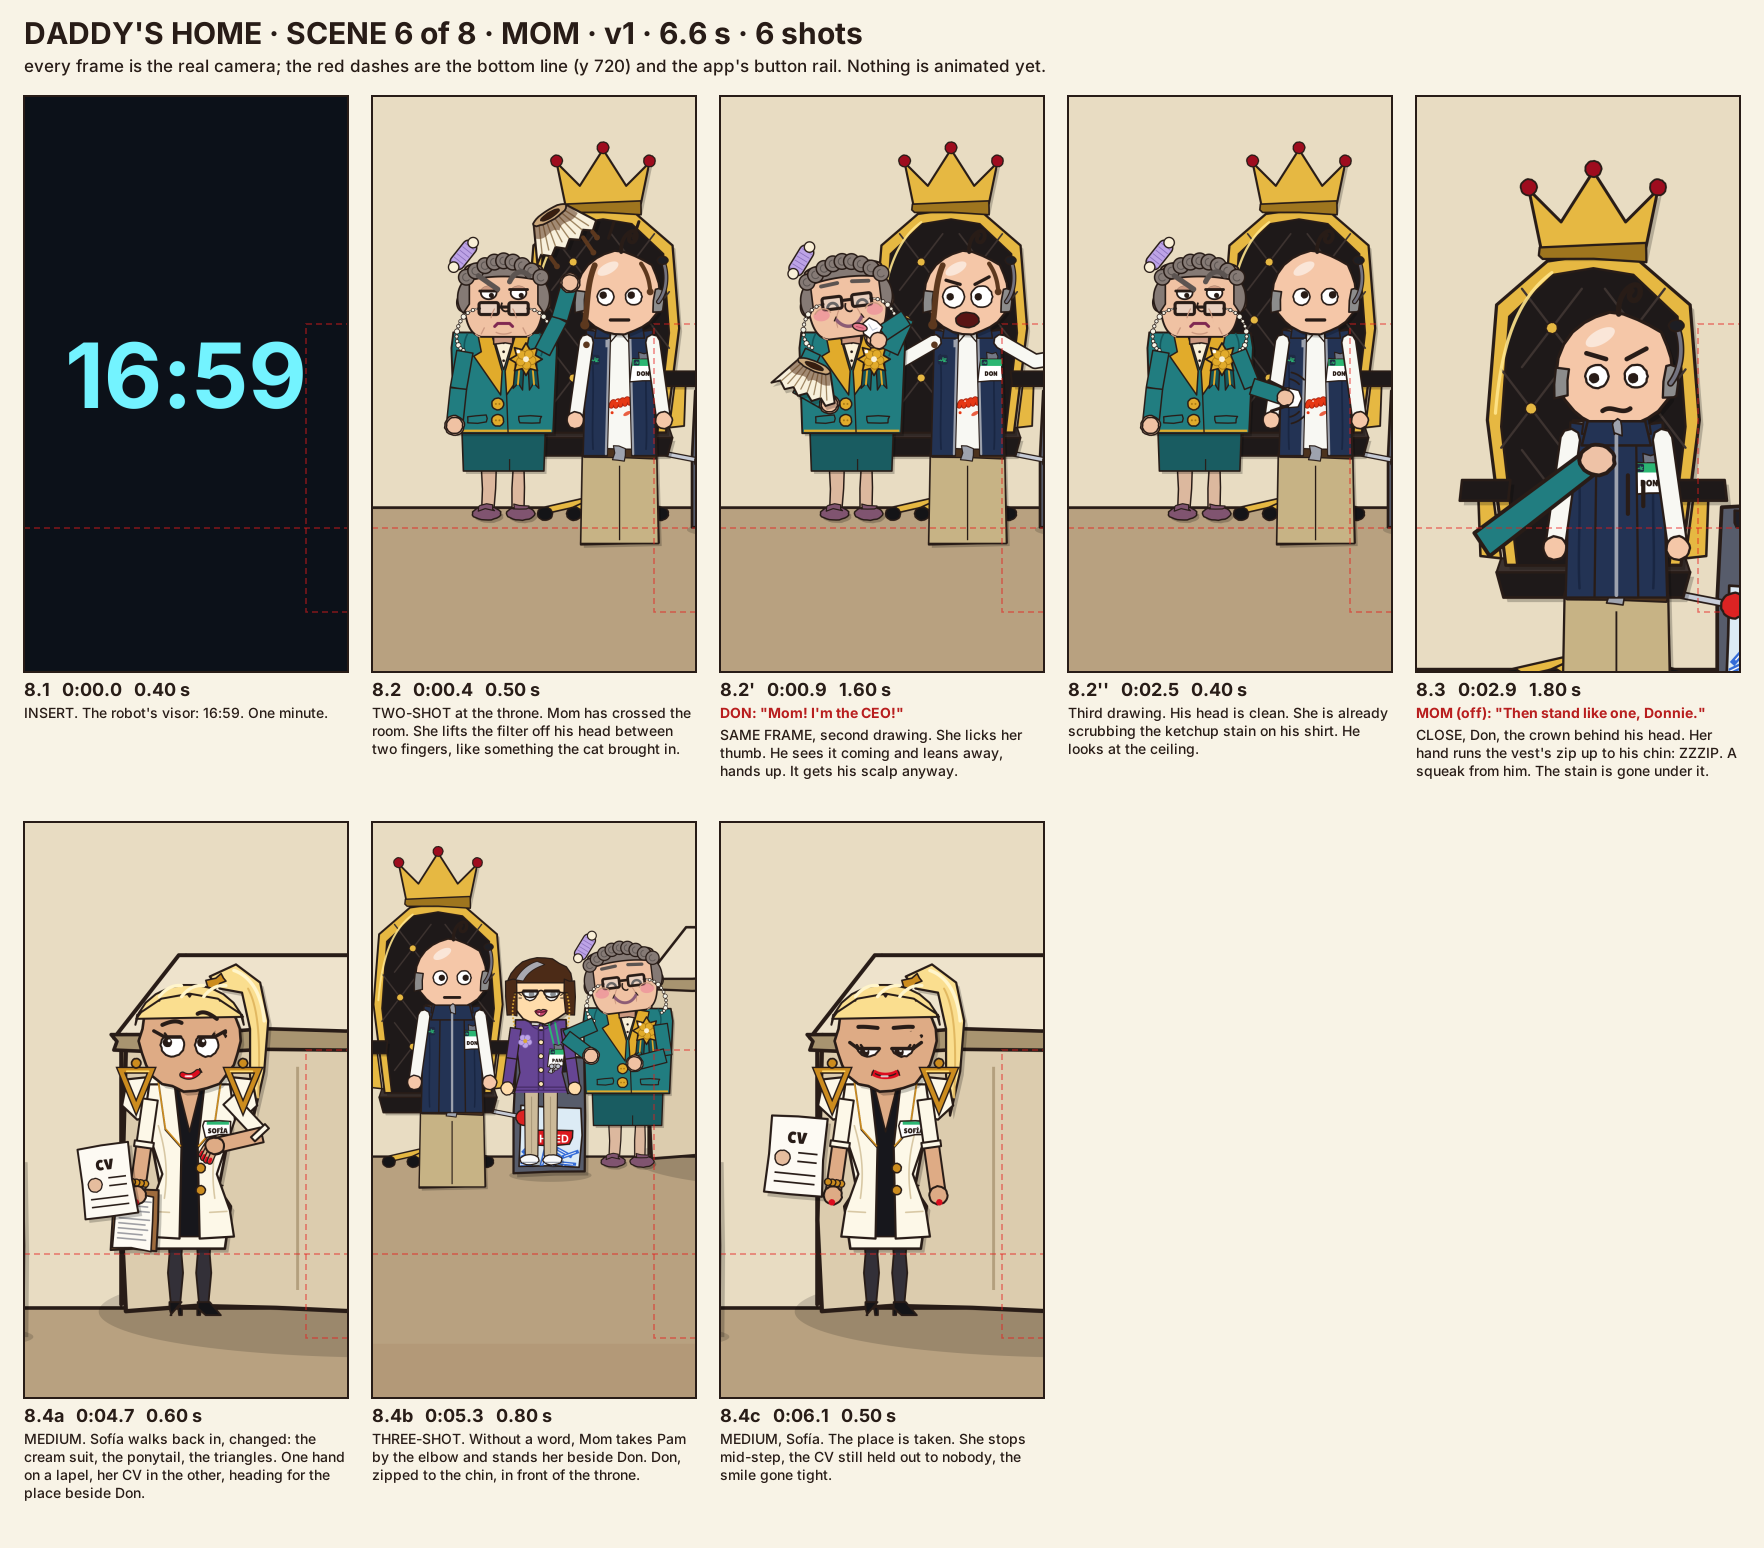 DADDY'S HOME · SCENE 6 of 8 · MOM · v1 · 6.6 s · 6 shots
every frame is the real camera; the red dashes are the bottom line (y 720) and the app's button rail. Nothing is animated yet.
16:59
DON
DON
DON
DON
8.1 0:00.0 0.40 s
INSERT. The robot's visor: 16:59. One minute.
8.2 0:00.4 0.50 s
TWO-SHOT at the throne. Mom has crossed the
room. She lifts the filter off his head between
two fingers, like something the cat brought in.
8.2' 0:00.9 1.60 s
DON: "Mom! I'm the CEO!"
SAME FRAME, second drawing. She licks her
thumb. He sees it coming and leans away,
hands up. It gets his scalp anyway.
8.2'' 0:02.5 0.40 s
Third drawing. His head is clean. She is already
scrubbing the ketchup stain on his shirt. He
looks at the ceiling.
8.3 0:02.9 1.80 s
MOM (off): "Then stand like one, Donnie."
CLOSE, Don, the crown behind his head. Her
hand runs the vest's zip up to his chin: ZZZIP. A
squeak from him. The stain is gone under it.
CV
SOFÍA
DON
PAM
CV
SOFÍA
8.4a 0:04.7 0.60 s
MEDIUM. Sofía walks back in, changed: the
cream suit, the ponytail, the triangles. One hand
on a lapel, her CV in the other, heading for the
place beside Don.
8.4b 0:05.3 0.80 s
THREE-SHOT. Without a word, Mom takes Pam
by the elbow and stands her beside Don. Don,
zipped to the chin, in front of the throne.
8.4c 0:06.1 0.50 s
MEDIUM, Sofía. The place is taken. She stops
mid-step, the CV still held out to nobody, the
smile gone tight.